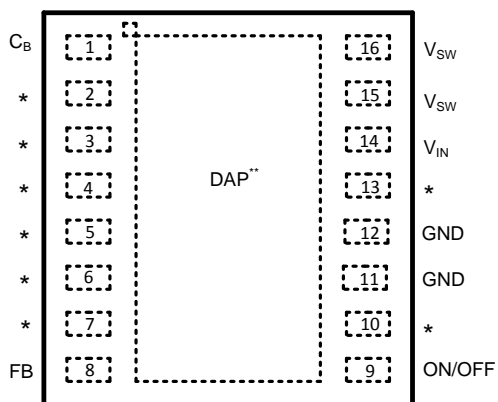 C_B 1 16 V_SW
* 2 15 V_SW
* 3 14 V_IN
* 4 DAP** 13 *
* 5 12 GND
* 6 11 GND
* 7 10 *
FB 8 9 ON/OFF